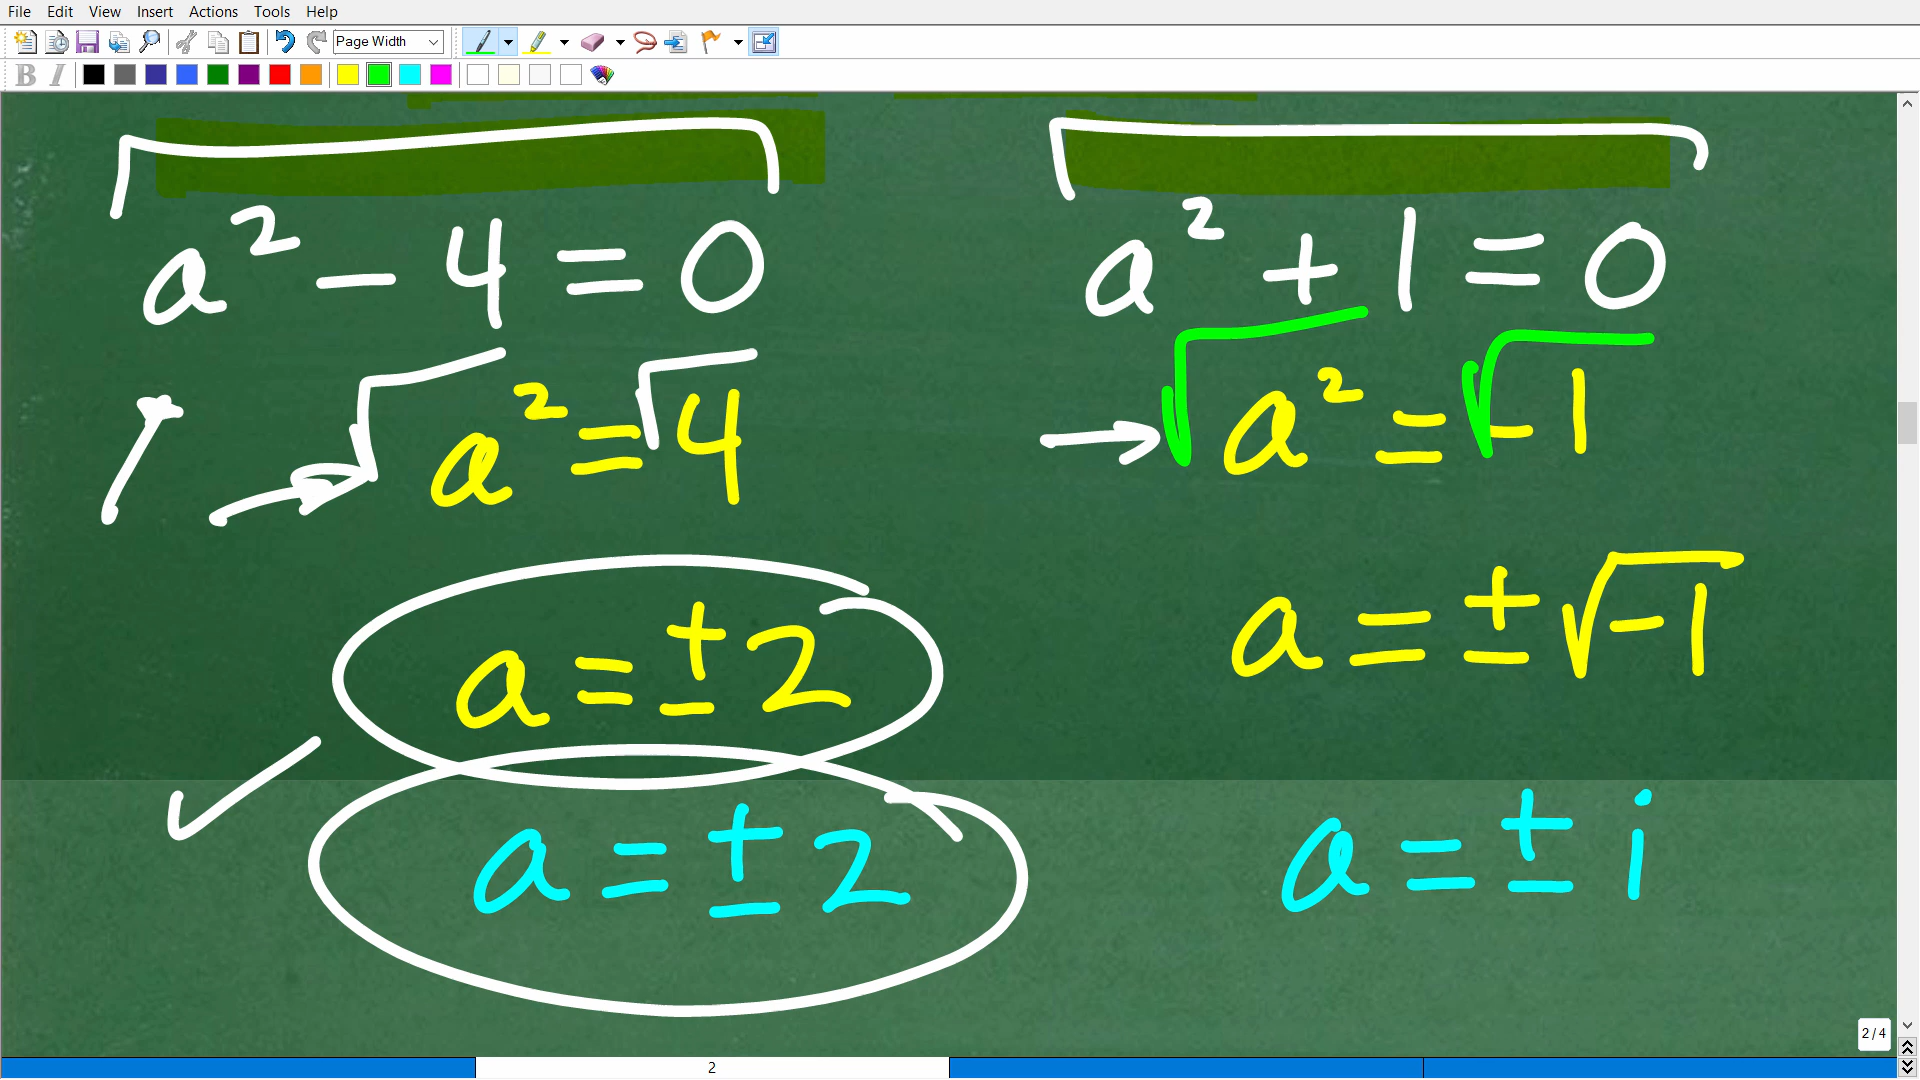 File Edit View Insert Actions Tools Help
Page Width
B I
a² - 4 = 0
√a² = √4
a = ± 2
a = ± 2
a² + 1 = 0
√a² = √-1
a = ± √-1
a = ± i
2 / 4
2